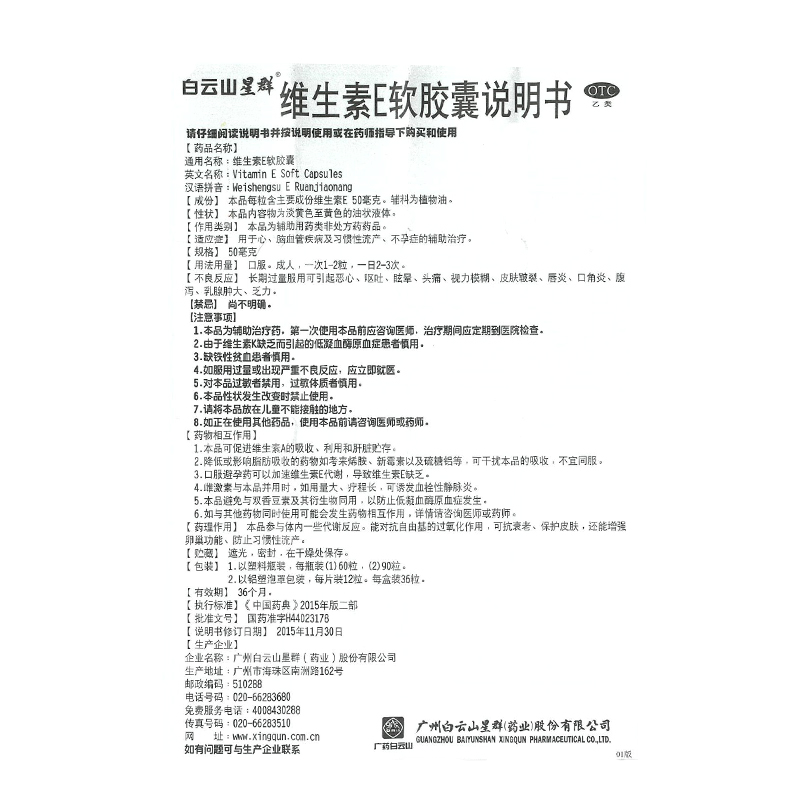 白云山星群®
维生素E软胶囊说明书
OTC
乙类
请仔细阅读说明书并按说明使用或在药师指导下购买和使用
【药品名称】
通用名称：维生素E软胶囊
英文名称：Vitamin E Soft Capsules
汉语拼音：Weishengsu E Ruanjiaonang
【成份】 本品每粒含主要成份维生素E 50毫克。辅料为植物油。
【性状】 本品内容物为淡黄色至黄色的油状液体。
【作用类别】 本品为辅助用药类非处方药药品。
【适应症】 用于心、脑血管疾病及习惯性流产、不孕症的辅助治疗。
【规格】 50毫克
【用法用量】 口服。成人，一次1-2粒，一日2-3次。
【不良反应】 长期过量服用可引起恶心、呕吐、眩晕、头痛、视力模糊、皮肤皲裂、唇炎、口角炎、腹
泻、乳腺肿大、乏力。
【禁忌】 尚不明确。
【注意事项】
1.本品为辅助治疗药，第一次使用本品前应咨询医师，治疗期间应定期到医院检查。
2.由于维生素K缺乏而引起的低凝血酶原血症患者慎用。
3.缺铁性贫血患者慎用。
4.如服用过量或出现严重不良反应，应立即就医。
5.对本品过敏者禁用，过敏体质者慎用。
6.本品性状发生改变时禁止使用。
7.请将本品放在儿童不能接触的地方。
8.如正在使用其他药品，使用本品前请咨询医师或药师。
【药物相互作用】
1.本品可促进维生素A的吸收、利用和肝脏贮存。
2.降低或影响脂肪吸收的药物如考来烯胺、新霉素以及硫糖铝等，可干扰本品的吸收，不宜同服。
3.口服避孕药可以加速维生素E代谢，导致维生素E缺乏。
4.雌激素与本品并用时，如用量大、疗程长，可诱发血栓性静脉炎。
5.本品避免与双香豆素及其衍生物同用，以防止低凝血酶原血症发生。
6.如与其他药物同时使用可能会发生药物相互作用，详情请咨询医师或药师。
【药理作用】 本品参与体内一些代谢反应。能对抗自由基的过氧化作用，可抗衰老、保护皮肤，还能增强
卵巢功能、防止习惯性流产。
【贮藏】 遮光，密封，在干燥处保存。
【包装】 1.以塑料瓶装，每瓶装(1)60粒，(2)90粒。
2.以铝塑泡罩包装，每片装12粒。每盒装36粒。
【有效期】 36个月。
【执行标准】《中国药典》2015年版二部
【批准文号】 国药准字H44023178
【说明书修订日期】 2015年11月30日
【生产企业】
企业名称：广州白云山星群（药业）股份有限公司
生产地址：广州市海珠区南洲路162号
邮政编码：510288
电话号码：020-66283680
免费服务电话：4008430288
传真号码：020-66283510
网 址：www.xingqun.com.cn
如有问题可与生产企业联系
广药白云山
广州白云山星群(药业)股份有限公司
GUANGZHOU BAIYUNSHAN XINGQUN PHARMACEUTICAL CO.,LTD.
01版